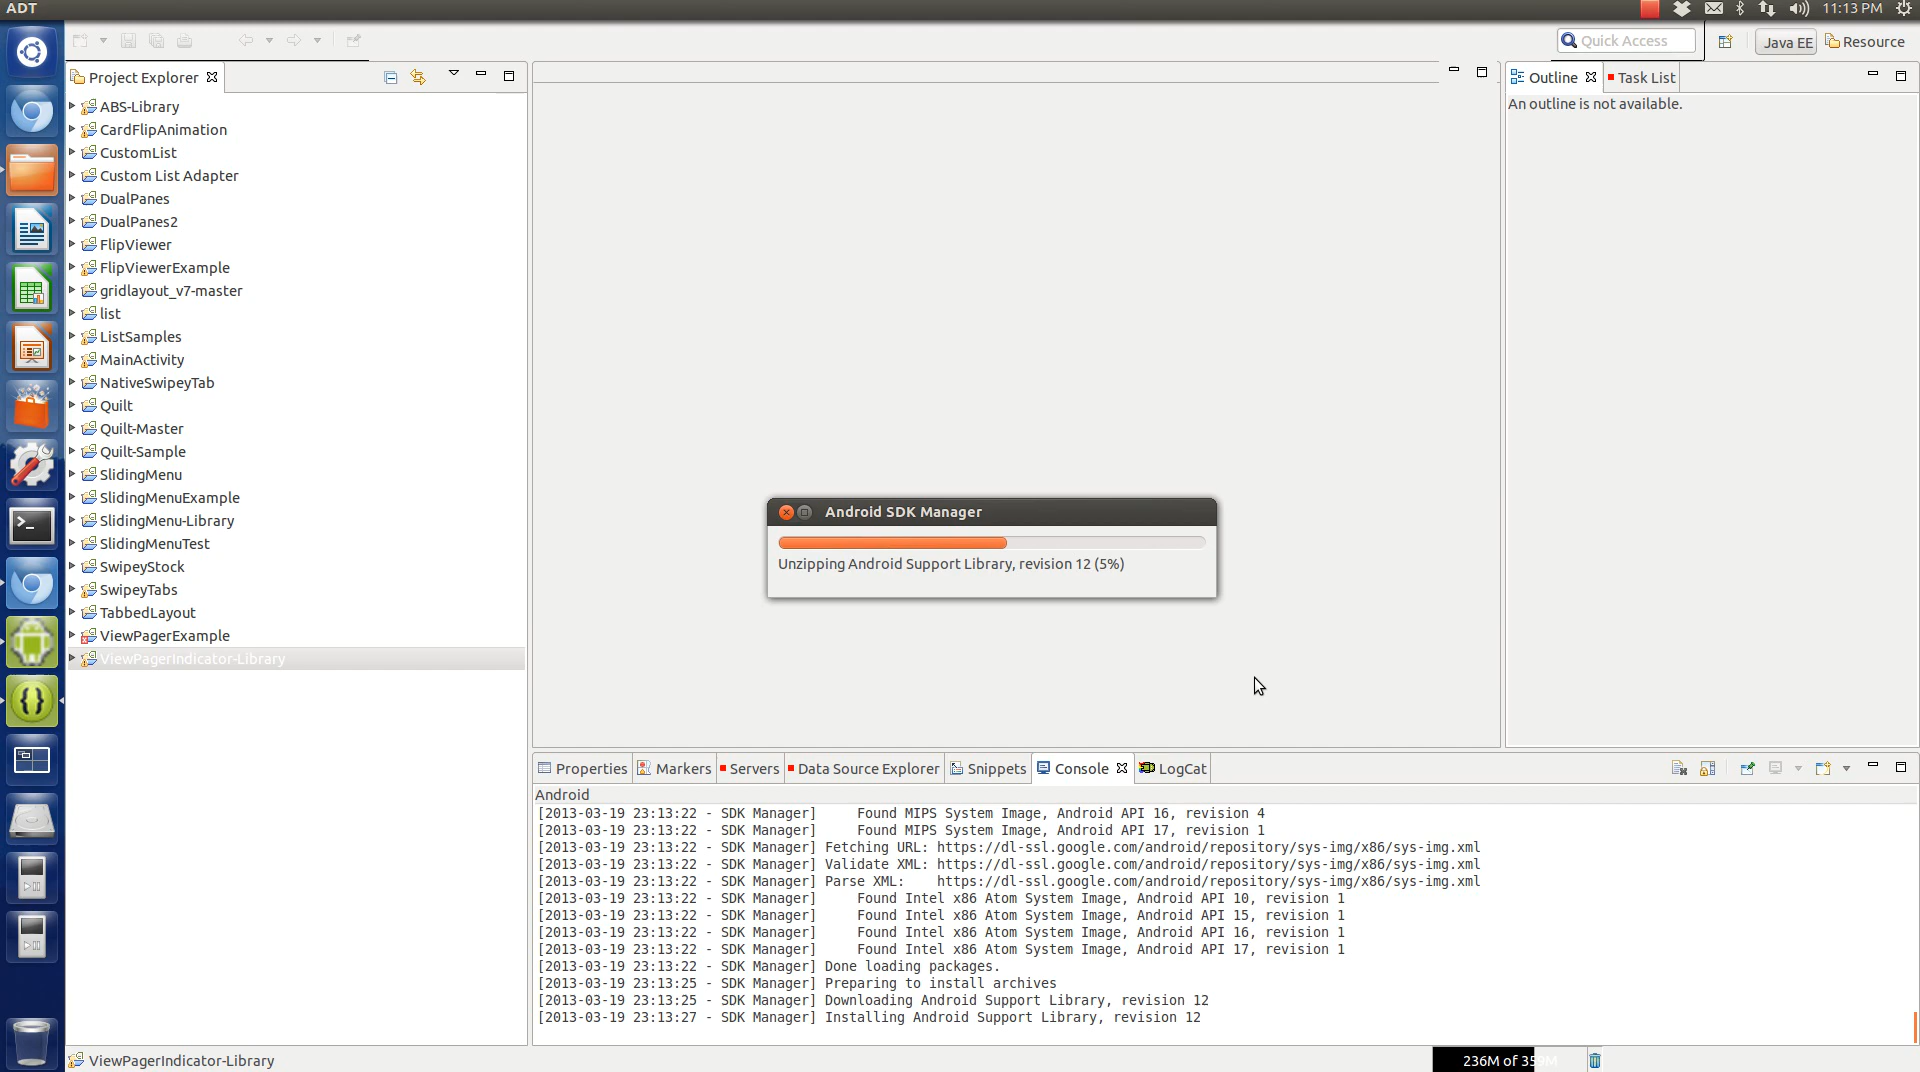 ADT
11:13 PM
Quick Access
Java EE
Resource
Project Explorer
ABS-Library
CardFlipAnimation
CustomList
Custom List Adapter
DualPanes
DualPanes2
FlipViewer
FlipViewerExample
gridlayout_v7-master
list
ListSamples
MainActivity
NativeSwipeyTab
Quilt
Quilt-Master
Quilt-Sample
SlidingMenu
SlidingMenuExample
SlidingMenu-Library
SlidingMenuTest
SwipeyStock
SwipeyTabs
TabbedLayout
ViewPagerExample
ViewPagerIndicator-Library
Outline
Task List
An outline is not available.
Android SDK Manager
Unzipping Android Support Library, revision 12 (5%)
Properties
Markers
Servers
Data Source Explorer
Snippets
Console
LogCat
Android
[2013-03-19 23:13:22 - SDK Manager]     Found MIPS System Image, Android API 16, revision 4
[2013-03-19 23:13:22 - SDK Manager]     Found MIPS System Image, Android API 17, revision 1
[2013-03-19 23:13:22 - SDK Manager] Fetching URL: https://dl-ssl.google.com/android/repository/sys-img/x86/sys-img.xml
[2013-03-19 23:13:22 - SDK Manager] Validate XML: https://dl-ssl.google.com/android/repository/sys-img/x86/sys-img.xml
[2013-03-19 23:13:22 - SDK Manager] Parse XML:    https://dl-ssl.google.com/android/repository/sys-img/x86/sys-img.xml
[2013-03-19 23:13:22 - SDK Manager]     Found Intel x86 Atom System Image, Android API 10, revision 1
[2013-03-19 23:13:22 - SDK Manager]     Found Intel x86 Atom System Image, Android API 15, revision 1
[2013-03-19 23:13:22 - SDK Manager]     Found Intel x86 Atom System Image, Android API 16, revision 1
[2013-03-19 23:13:22 - SDK Manager]     Found Intel x86 Atom System Image, Android API 17, revision 1
[2013-03-19 23:13:22 - SDK Manager] Done loading packages.
[2013-03-19 23:13:25 - SDK Manager] Preparing to install archives
[2013-03-19 23:13:25 - SDK Manager] Downloading Android Support Library, revision 12
[2013-03-19 23:13:27 - SDK Manager] Installing Android Support Library, revision 12
ViewPagerIndicator-Library
236M of